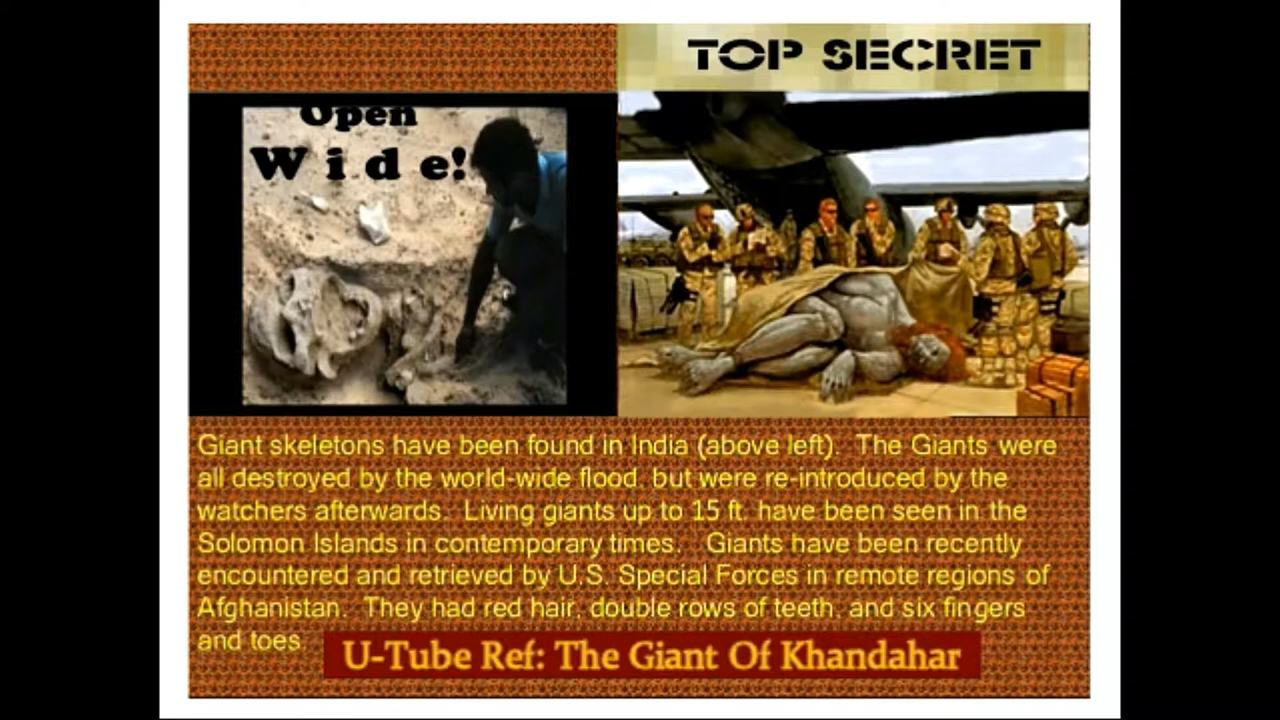 TOP SECRET
Open
Wide!
Giant skeletons have been found in India (above left). The Giants were
all destroyed by the world-wide flood, but were re-introduced by the
watchers afterwards. Living giants up to 15 ft. have been seen in the
Solomon Islands in contemporary times. Giants have been recently
encountered and retrieved by U.S. Special Forces in remote regions of
Afghanistan. They had red hair, double rows of teeth, and six fingers
and toes.
U-Tube Ref: The Giant Of Khandahar